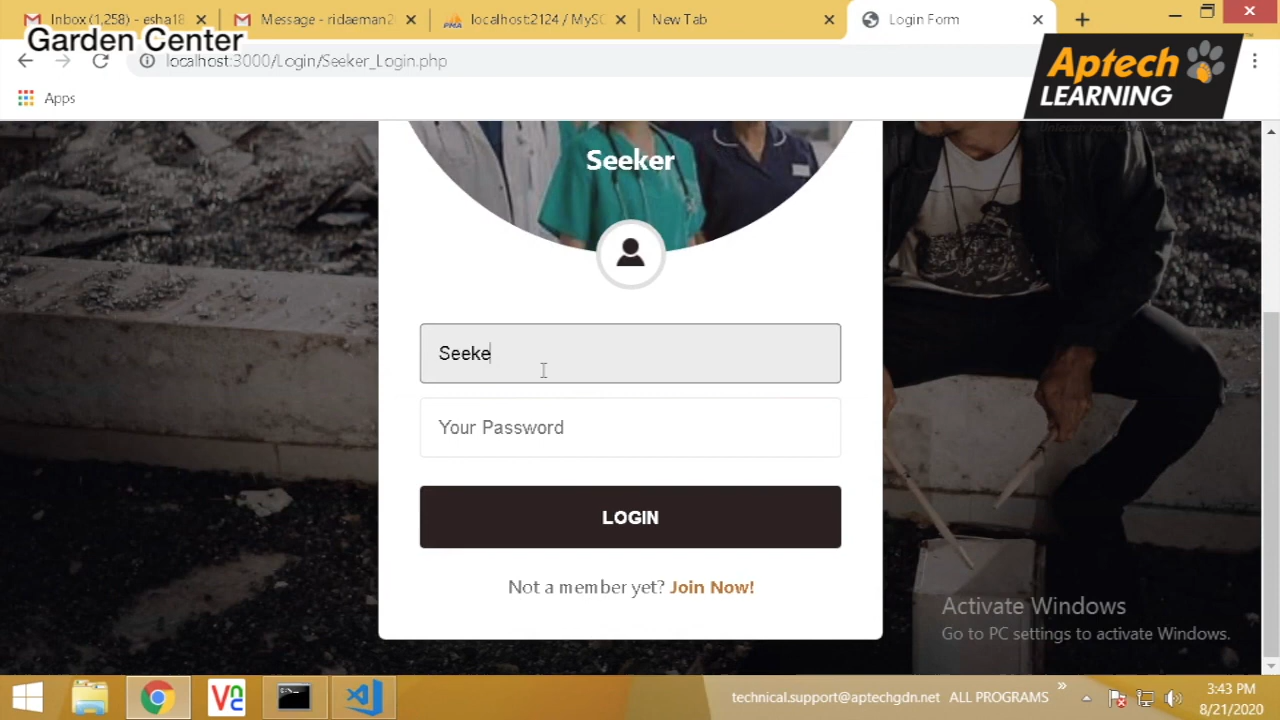 Inbox (1,258) - esha18
Message - ridaeman2
localhost:2124 / MySC
New Tab
Login Form
Garden Center
localhost:3000/Login/Seeker_Login.php
Aptech
LEARNING
Apps
Seeker
Seeke
Your Password
LOGIN
Not a member yet? Join Now!
Activate Windows
Go to PC settings to activate Windows.
technical.support@aptechgdn.net
ALL PROGRAMS
3:43 PM
8/21/2020